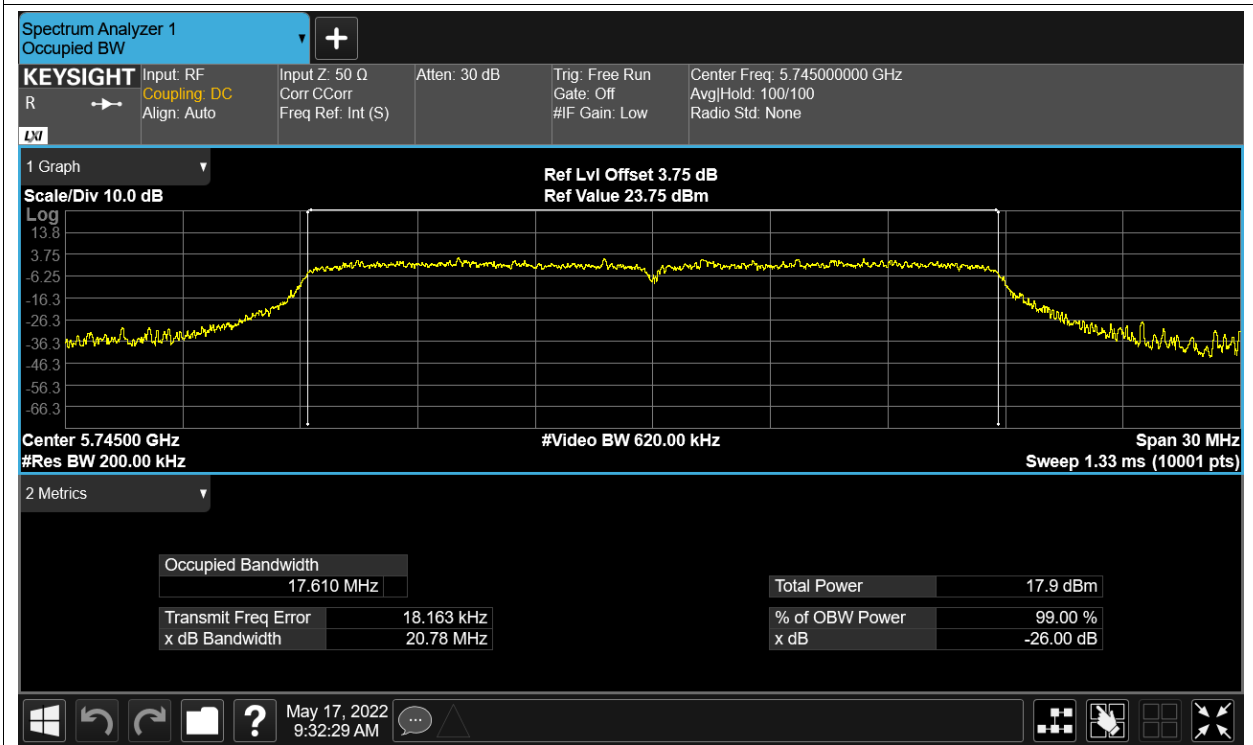 Spectrum Analyzer 1
Occupied BW
KEYSIGHT
R
LXI
Input: RF
Coupling: DC
Align: Auto
Input Z: 50 Ω
Corr CCorr
Freq Ref: Int (S)
Atten: 30 dB
Trig: Free Run
Gate: Off
#IF Gain: Low
Center Freq: 5.745000000 GHz
Avg|Hold: 100/100
Radio Std: None
1 Graph
Scale/Div 10.0 dB
Ref Lvl Offset 3.75 dB
Ref Value 23.75 dBm
Log
13.8
3.75
-6.25
-16.3
-26.3
-36.3
-46.3
-56.3
-66.3
Center 5.74500 GHz
#Video BW 620.00 kHz
Span 30 MHz
#Res BW 200.00 kHz
Sweep 1.33 ms (10001 pts)
2 Metrics
Occupied Bandwidth
17.610 MHz
Total Power 17.9 dBm
Transmit Freq Error 18.163 kHz
% of OBW Power 99.00 %
x dB Bandwidth 20.78 MHz
x dB -26.00 dB
?
May 17, 2022
9:32:29 AM